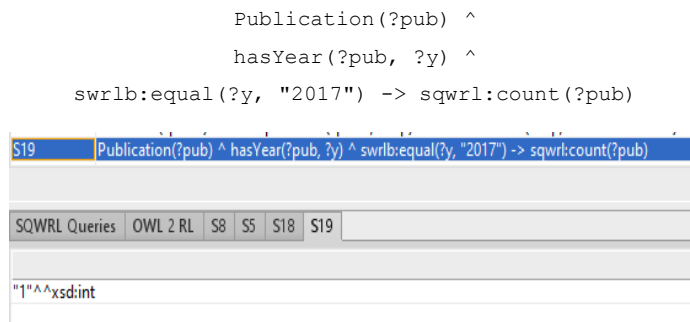 Publication(?pub) ^
hasYear(?pub, ?y) ^
swrlb:equal(?y, "2017") -> sqwrl:count(?pub)
S19 Publication(?pub) ^ hasYear(?pub, ?y) ^ swrlb:equal(?y, "2017") -> sqwrl:count(?pub)
SQWRL Queries OWL 2 RL S8 S5 S18 S19
"1"^^xsd:int